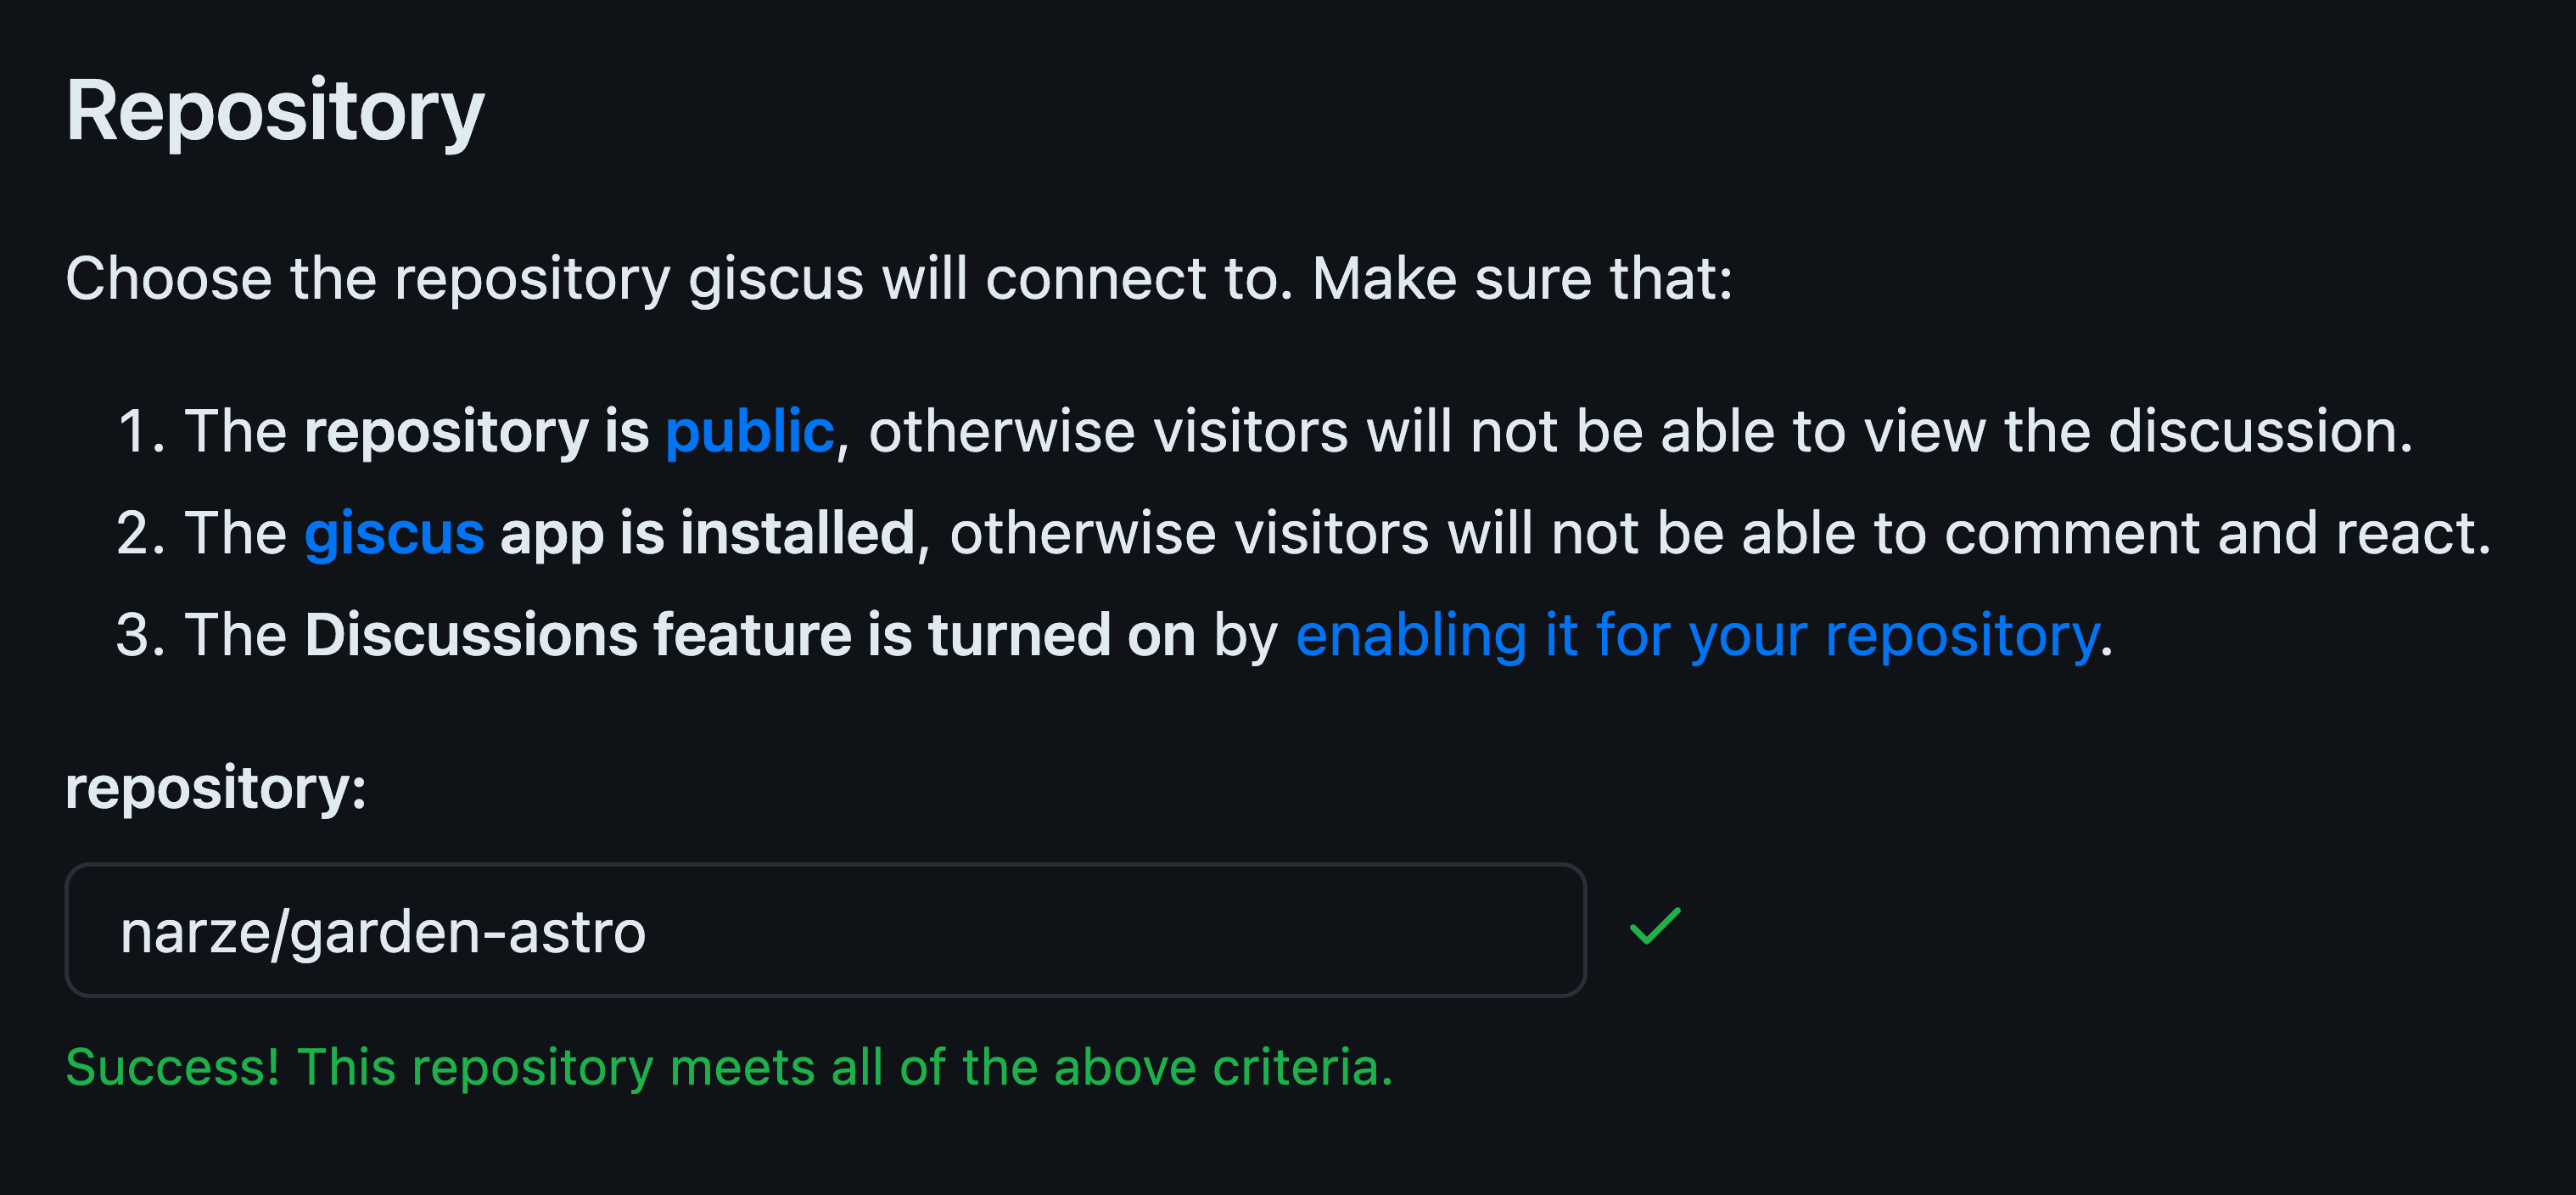 Repository
Choose the repository giscus will connect to. Make sure that:
1. The repository is public, otherwise visitors will not be able to view the discussion.
2. The giscus app is installed, otherwise visitors will not be able to comment and react.
3. The Discussions feature is turned on by enabling it for your repository.
repository:
narze/garden-astro
Success! This repository meets all of the above criteria.